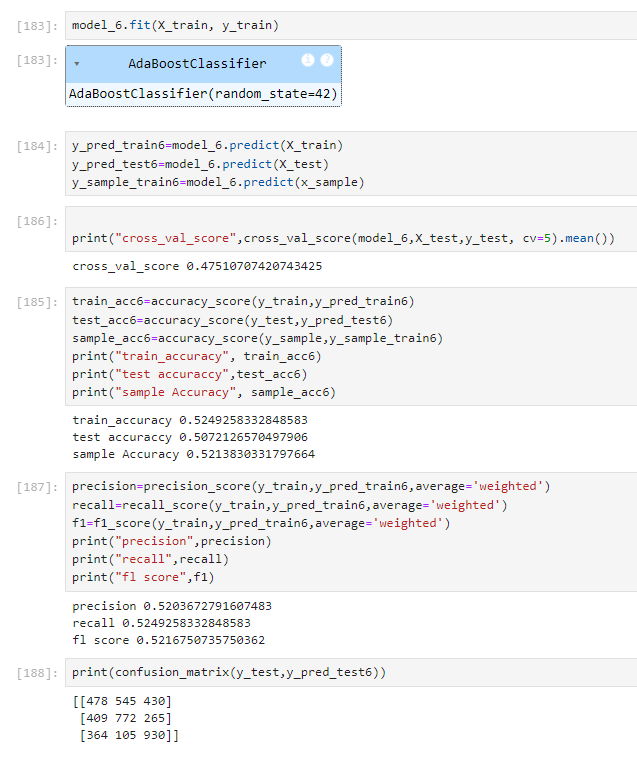 [183]: model_6.fit(X_train, y_train)
[183]: AdaBoostClassifier i ?
AdaBoostClassifier(random_state=42)
[184]: y_pred_train6=model_6.predict(X_train)
y_pred_test6=model_6.predict(X_test)
y_sample_train6=model_6.predict(x_sample)
[186]:
print("cross_val_score",cross_val_score(model_6,X_test,y_test, cv=5).mean())
cross_val_score 0.47510707420743425
[185]: train_acc6=accuracy_score(y_train,y_pred_train6)
test_acc6=accuracy_score(y_test,y_pred_test6)
sample_acc6=accuracy_score(y_sample,y_sample_train6)
print("train_accuracy", train_acc6)
print("test accuraccy",test_acc6)
print("sample Accuracy", sample_acc6)
train_accuracy 0.5249258332848583
test accuraccy 0.5072126570497906
sample Accuracy 0.5213830331797664
[187]: precision=precision_score(y_train,y_pred_train6,average='weighted')
recall=recall_score(y_train,y_pred_train6,average='weighted')
f1=f1_score(y_train,y_pred_train6,average='weighted')
print("precision",precision)
print("recall",recall)
print("fl score",f1)
precision 0.5203672791607483
recall 0.5249258332848583
fl score 0.5216750735750362
[188]: print(confusion_matrix(y_test,y_pred_test6))
[[478 545 430]
[409 772 265]
[364 105 930]]